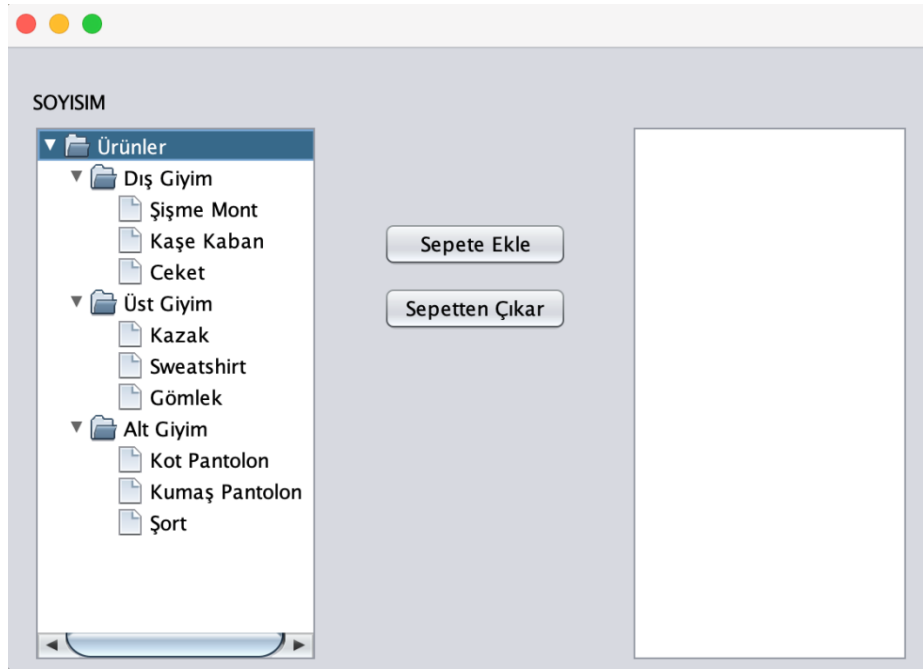 SOYISIM
Ürünler
Dış Giyim
Şişme Mont
Kaşe Kaban
Ceket
Üst Giyim
Kazak
Sweatshirt
Gömlek
Alt Giyim
Kot Pantolon
Kumaş Pantolon
Şort
Sepete Ekle
Sepetten Çıkar